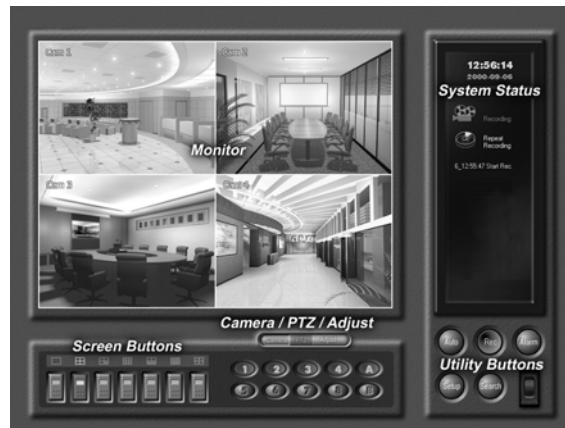 Cam 1
Cam 2
12:56:14
2000-09-06
System Status
Recording
Repeat
Recording
Monitor
6_12:55:47 Start Rec.
Cam 3
Cam 4
Camera / PTZ / Adjust
Screen Buttons
Auto
Rec
Alarm
Utility Buttons
1 2 3 4 A
5 6 7 8 B
Setup
Search